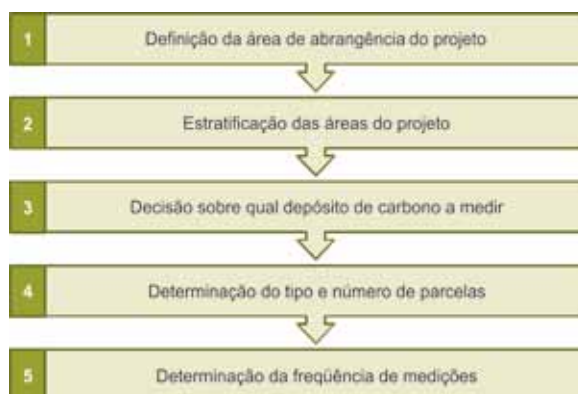 1 Definição da área de abrangência do projeto
2 Estratificação das áreas do projeto
3 Decisão sobre qual depósito de carbono a medir
4 Determinação do tipo e número de parcelas
5 Determinação da freqüência de medições